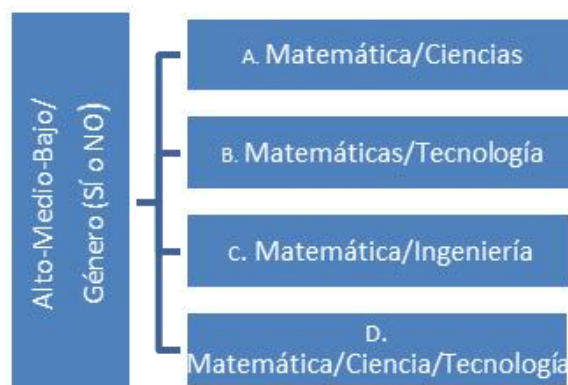 Alto-Medio-Bajo/
Género (SÍ o NO)
A. Matemática/Ciencias
B. Matemáticas/Tecnología
C. Matemática/Ingeniería
D.
Matemática/Ciencia/Tecnología